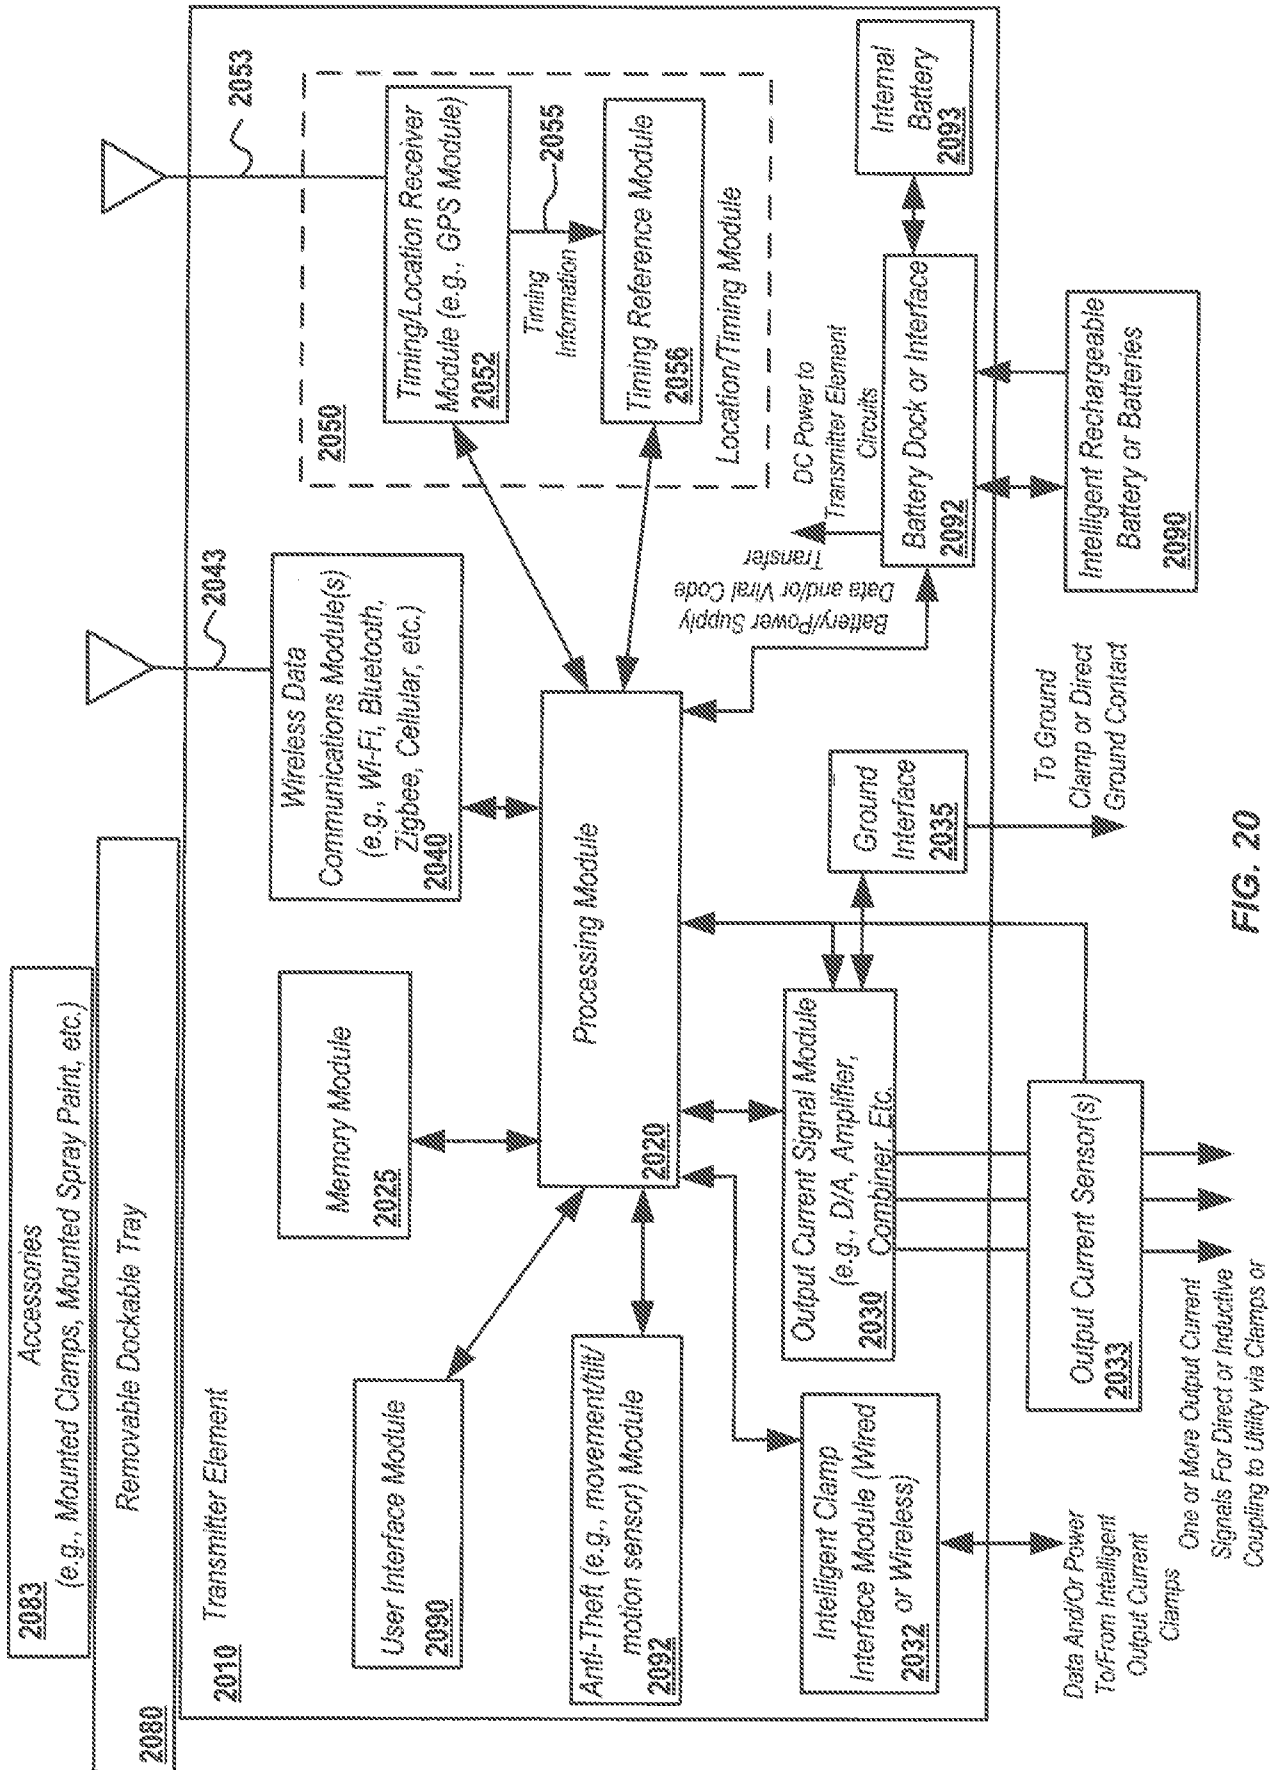 Accessories
(e.g., Mounted Clamps, Mounted Spray Paint, etc.)
2083
Removable Dockable Tray
2080
Transmitter Element
2010
2043
2053
Wireless Data
Communications Module(s)
(e.g., Wi-Fi, Bluetooth,
Zigbee, Cellular, etc.)
2040
Memory Module
2025
User Interface Module
2090
Anti-Theft (e.g., movement/tilt/
motion sensor) Module
2092
Processing Module
2020
2050
Timing/Location Receiver
Module (e.g., GPS Module)
2052
Timing
Information
2055
Timing Reference Module
2056
Location/Timing Module
Intelligent Clamp
Interface Module (Wired
or Wireless)
2032
Output Current Signal Module
(e.g., D/A, Amplifier,
Combiner. Etc.
2030
Ground
Interface
2035
Battery/Power Supply
Data and/or Viral Code
Transfer
DC Power to
Transmitter Element
Circuits
Battery Dock or Interface
2092
Internal
Battery
2093
Data And/Or Power
To/From Intelligent
Output Current
Clamps
Output Current Sensor(s)
2033
One or More Output Current
Signals For Direct or Inductive
Coupling to Utility via Clamps or
To Ground
Clamp or Direct
Ground Contact
Intelligent Rechargeable
Battery or Batteries
2090
FIG. 20